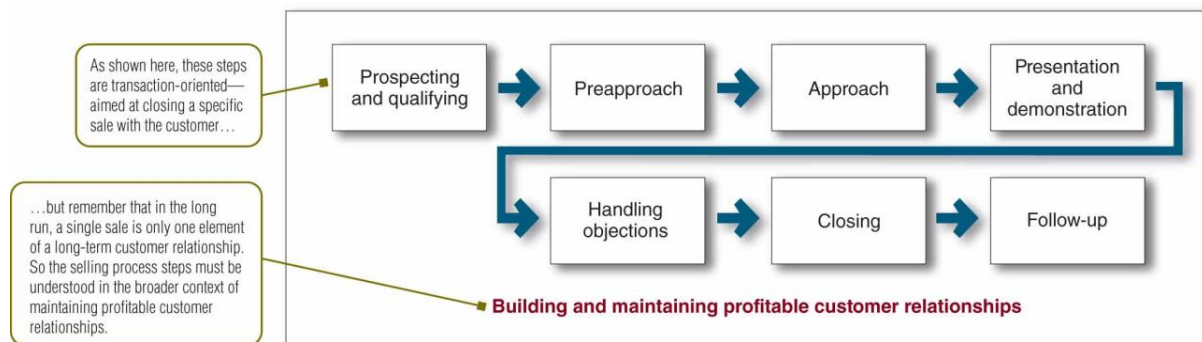 As shown here, these steps
are transaction-oriented—
aimed at closing a specific
sale with the customer…
Prospecting
and qualifying
Preapproach
Approach
Presentation
and
demonstration
…but remember that in the long
run, a single sale is only one element
of a long-term customer relationship.
So the selling process steps must be
understood in the broader context of
maintaining profitable customer
relationships.
Handling
objections
Closing
Follow-up
Building and maintaining profitable customer relationships